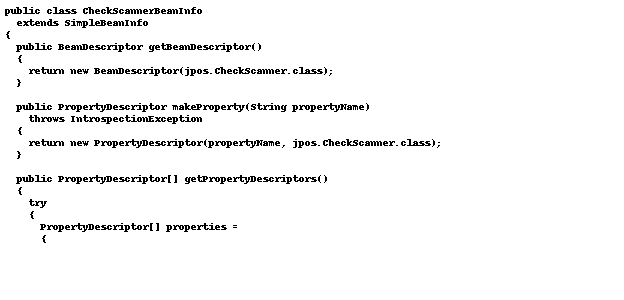 public class CheckScannerBeanInfo
  extends SimpleBeanInfo
{
  public BeanDescriptor getBeanDescriptor()
  {
    return new BeanDescriptor(jpos.CheckScanner.class);
  }

  public PropertyDescriptor makeProperty(String propertyName)
    throws IntrospectionException
  {
    return new PropertyDescriptor(propertyName, jpos.CheckScanner.class);
  }

  public PropertyDescriptor[] getPropertyDescriptors()
  {
    try
    {
      PropertyDescriptor[] properties =
      {